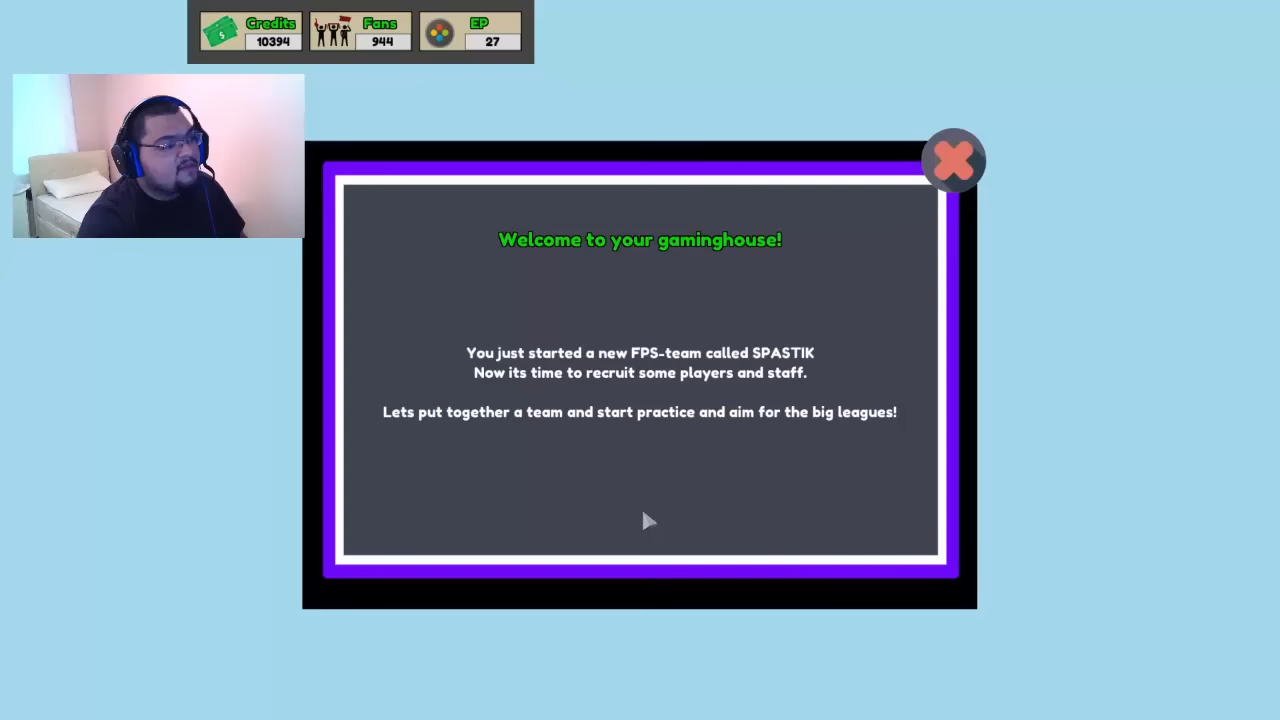 Credits
10394
Fans
944
EP
27
Welcome to your gaminghouse!
You just started a new FPS-team called SPASTIK
Now its time to recruit some players and staff.
Lets put together a team and start practice and aim for the big leagues!